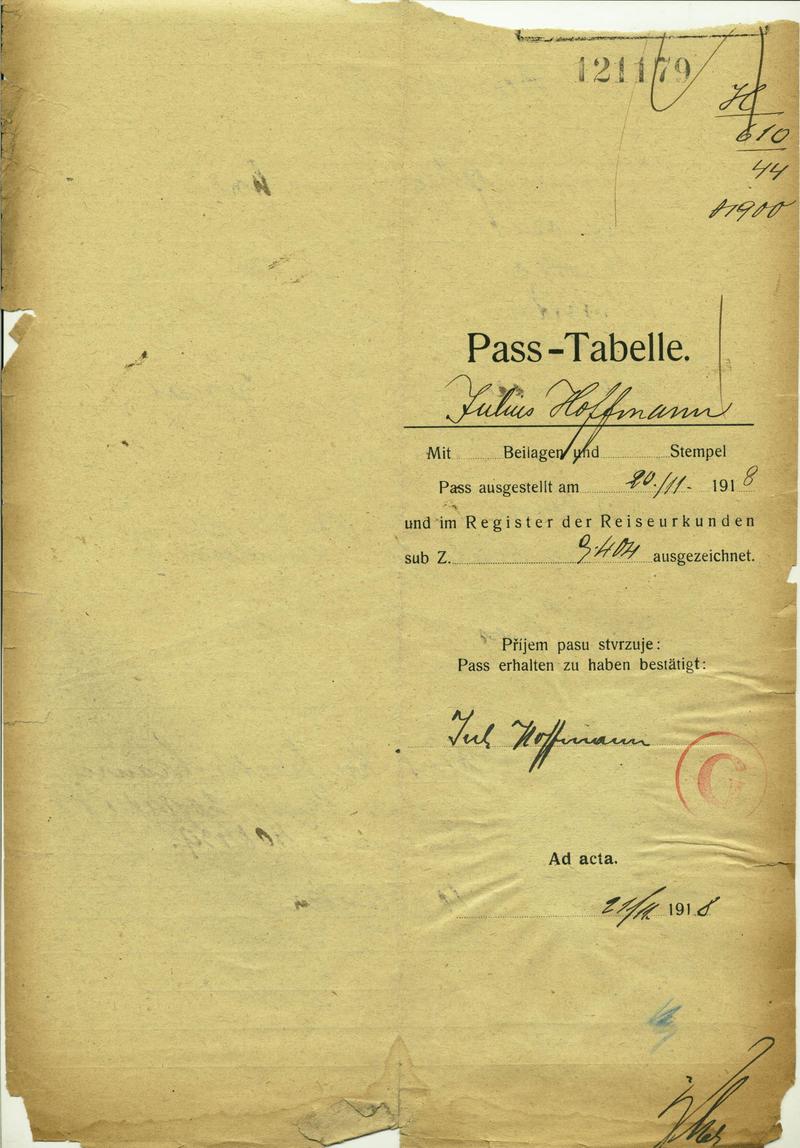 121179
H
610
44
1900
Pass-Tabelle.
Julius Hoffmann
Mit Beilagen und Stempel
Pass ausgestellt am 20./11. 1918
und im Register der Reiseurkunden
sub Z. 9404 ausgezeichnet.
Příjem pasu stvrzuje:
Pass erhalten zu haben bestätigt:
Jul Hoffmann
G
Ad acta.
21/11 1918